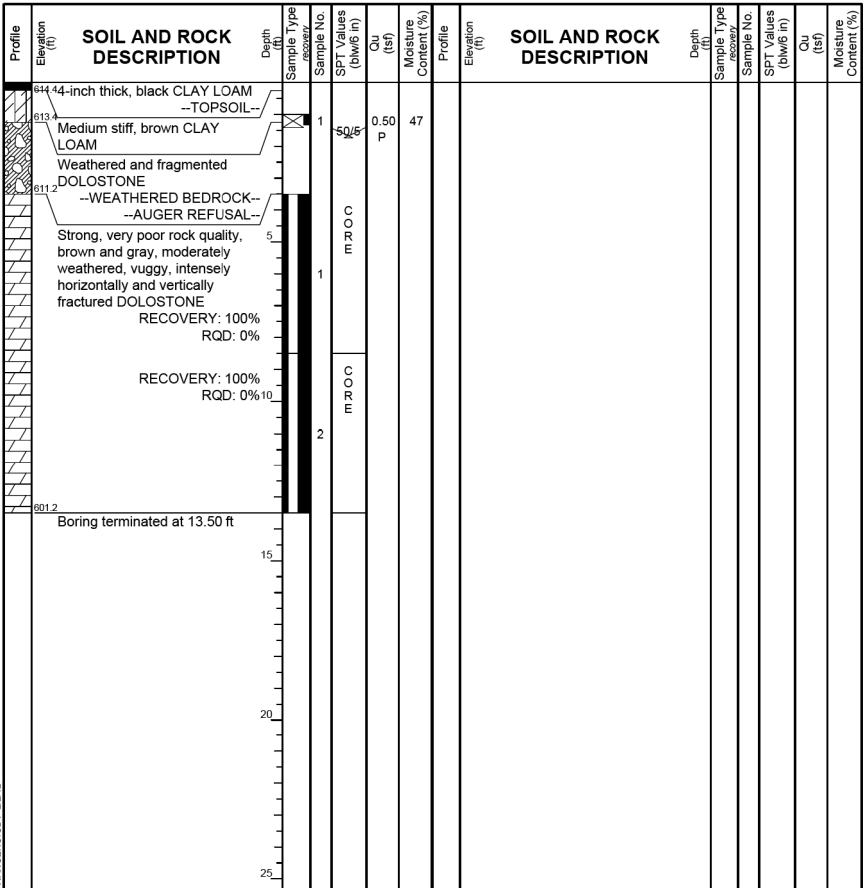 Profile
Elevation
(ft)
SOIL AND ROCK
DESCRIPTION
Depth
(ft)
Sample Type
recovery
Sample No.
SPT Values
(blw/6 in)
Qu
(tsf)
Moisture
Content (%)
Profile
Elevation
(ft)
SOIL AND ROCK
DESCRIPTION
Depth
(ft)
Sample Type
recovery
Sample No.
SPT Values
(blw/6 in)
Qu
(tsf)
Moisture
Content (%)
4-inch thick, black CLAY LOAM
--TOPSOIL--
613.4
1
50/5
0.50
47
P
Medium stiff, brown CLAY
LOAM
Weathered and fragmented
DOLOSTONE
611.2
--WEATHERED BEDROCK--
--AUGER REFUSAL--
CORE
Strong, very poor rock quality,
5
brown and gray, moderately
weathered, vuggy, intensely
1
horizontally and vertically
fractured DOLOSTONE
RECOVERY: 100%
RQD: 0%
CORE
RECOVERY: 100%
RQD: 0%
10
2
601.2
Boring terminated at 13.50 ft
15
20
25